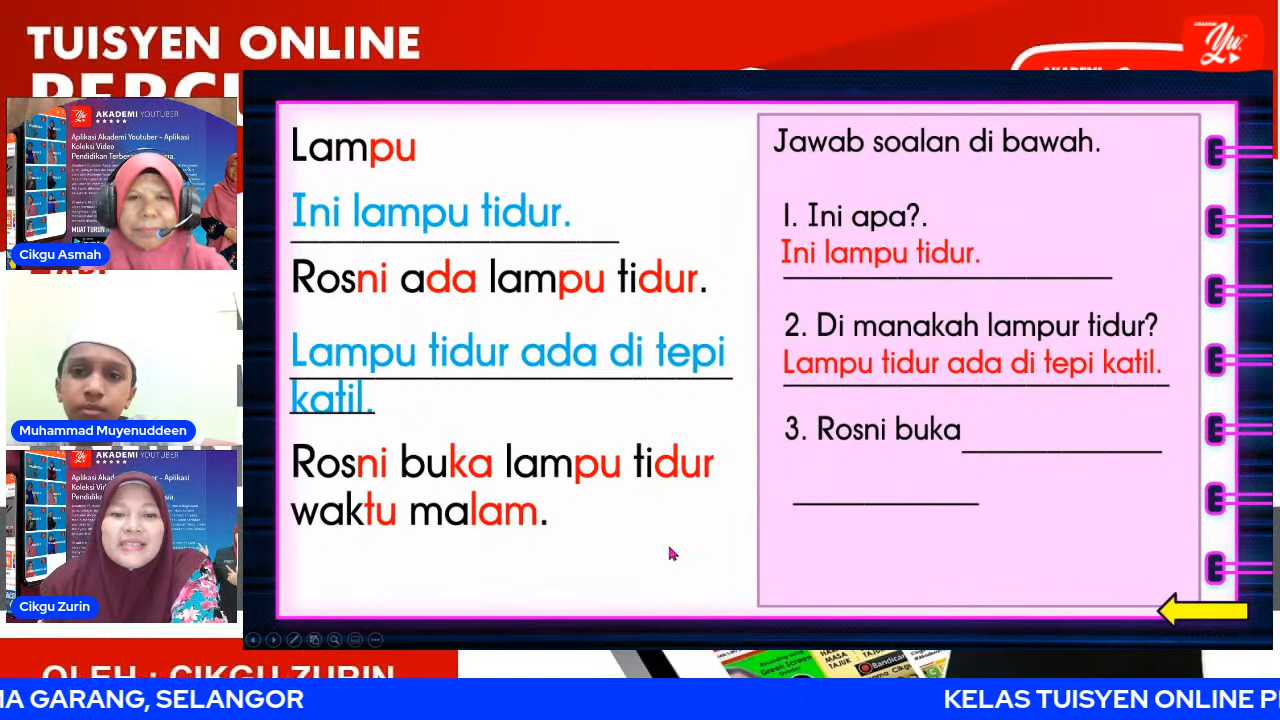 TUISYEN ONLINE
AKADEMI YOUTUBER
Aplikasi Akademi Youtuber - Aplikasi
Koleksi Video
Cikgu Asmah
Muhammad Muyenuddeen
AKADEMI YOUTUBER
Cikgu Zurin
Lampu
Ini lampu tidur.
Rosni ada lampu tidur.
Lampu tidur ada di tepi
katil.
Rosni buka lampu tidur
waktu malam.
Jawab soalan di bawah.
1. Ini apa?.
Ini lampu tidur.
2. Di manakah lampur tidur?
Lampu tidur ada di tepi katil.
3. Rosni buka
OLEH : CIKGU ZURIN
MA GARANG, SELANGOR
KELAS TUISYEN ONLINE